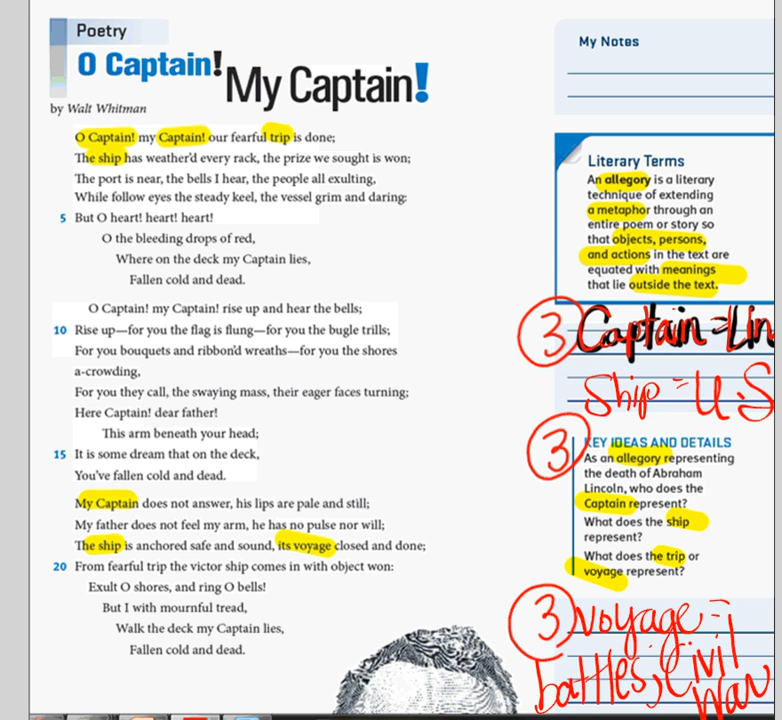 Poetry
O Captain! My Captain!
by Walt Whitman
O Captain! my Captain! our fearful trip is done;
The ship has weather'd every rack, the prize we sought is won;
The port is near, the bells I hear, the people all exulting,
While follow eyes the steady keel, the vessel grim and daring:
5 But O heart! heart! heart!
O the bleeding drops of red,
Where on the deck my Captain lies,
Fallen cold and dead.
O Captain! my Captain! rise up and hear the bells;
10 Rise up—for you the flag is flung—for you the bugle trills;
For you bouquets and ribbon'd wreaths—for you the shores
a-crowding,
For you they call, the swaying mass, their eager faces turning;
Here Captain! dear father!
This arm beneath your head;
15 It is some dream that on the deck,
You've fallen cold and dead.
My Captain does not answer, his lips are pale and still;
My father does not feel my arm, he has no pulse nor will;
The ship is anchored safe and sound, its voyage closed and done;
20 From fearful trip the victor ship comes in with object won:
Exult O shores, and ring O bells!
But I with mournful tread,
Walk the deck my Captain lies,
Fallen cold and dead.
My Notes
Literary Terms
An allegory is a literary
technique of extending
a metaphor through an
entire poem or story so
that objects, persons,
and actions in the text are
equated with meanings
that lie outside the text.
3 Captain = Lin
Ship = U.S
3 KEY IDEAS AND DETAILS
As an allegory representing
the death of Abraham
Lincoln, who does the
Captain represent?
What does the ship
represent?
What does the trip or
voyage represent?
3 voyage =
battles, Civil
War